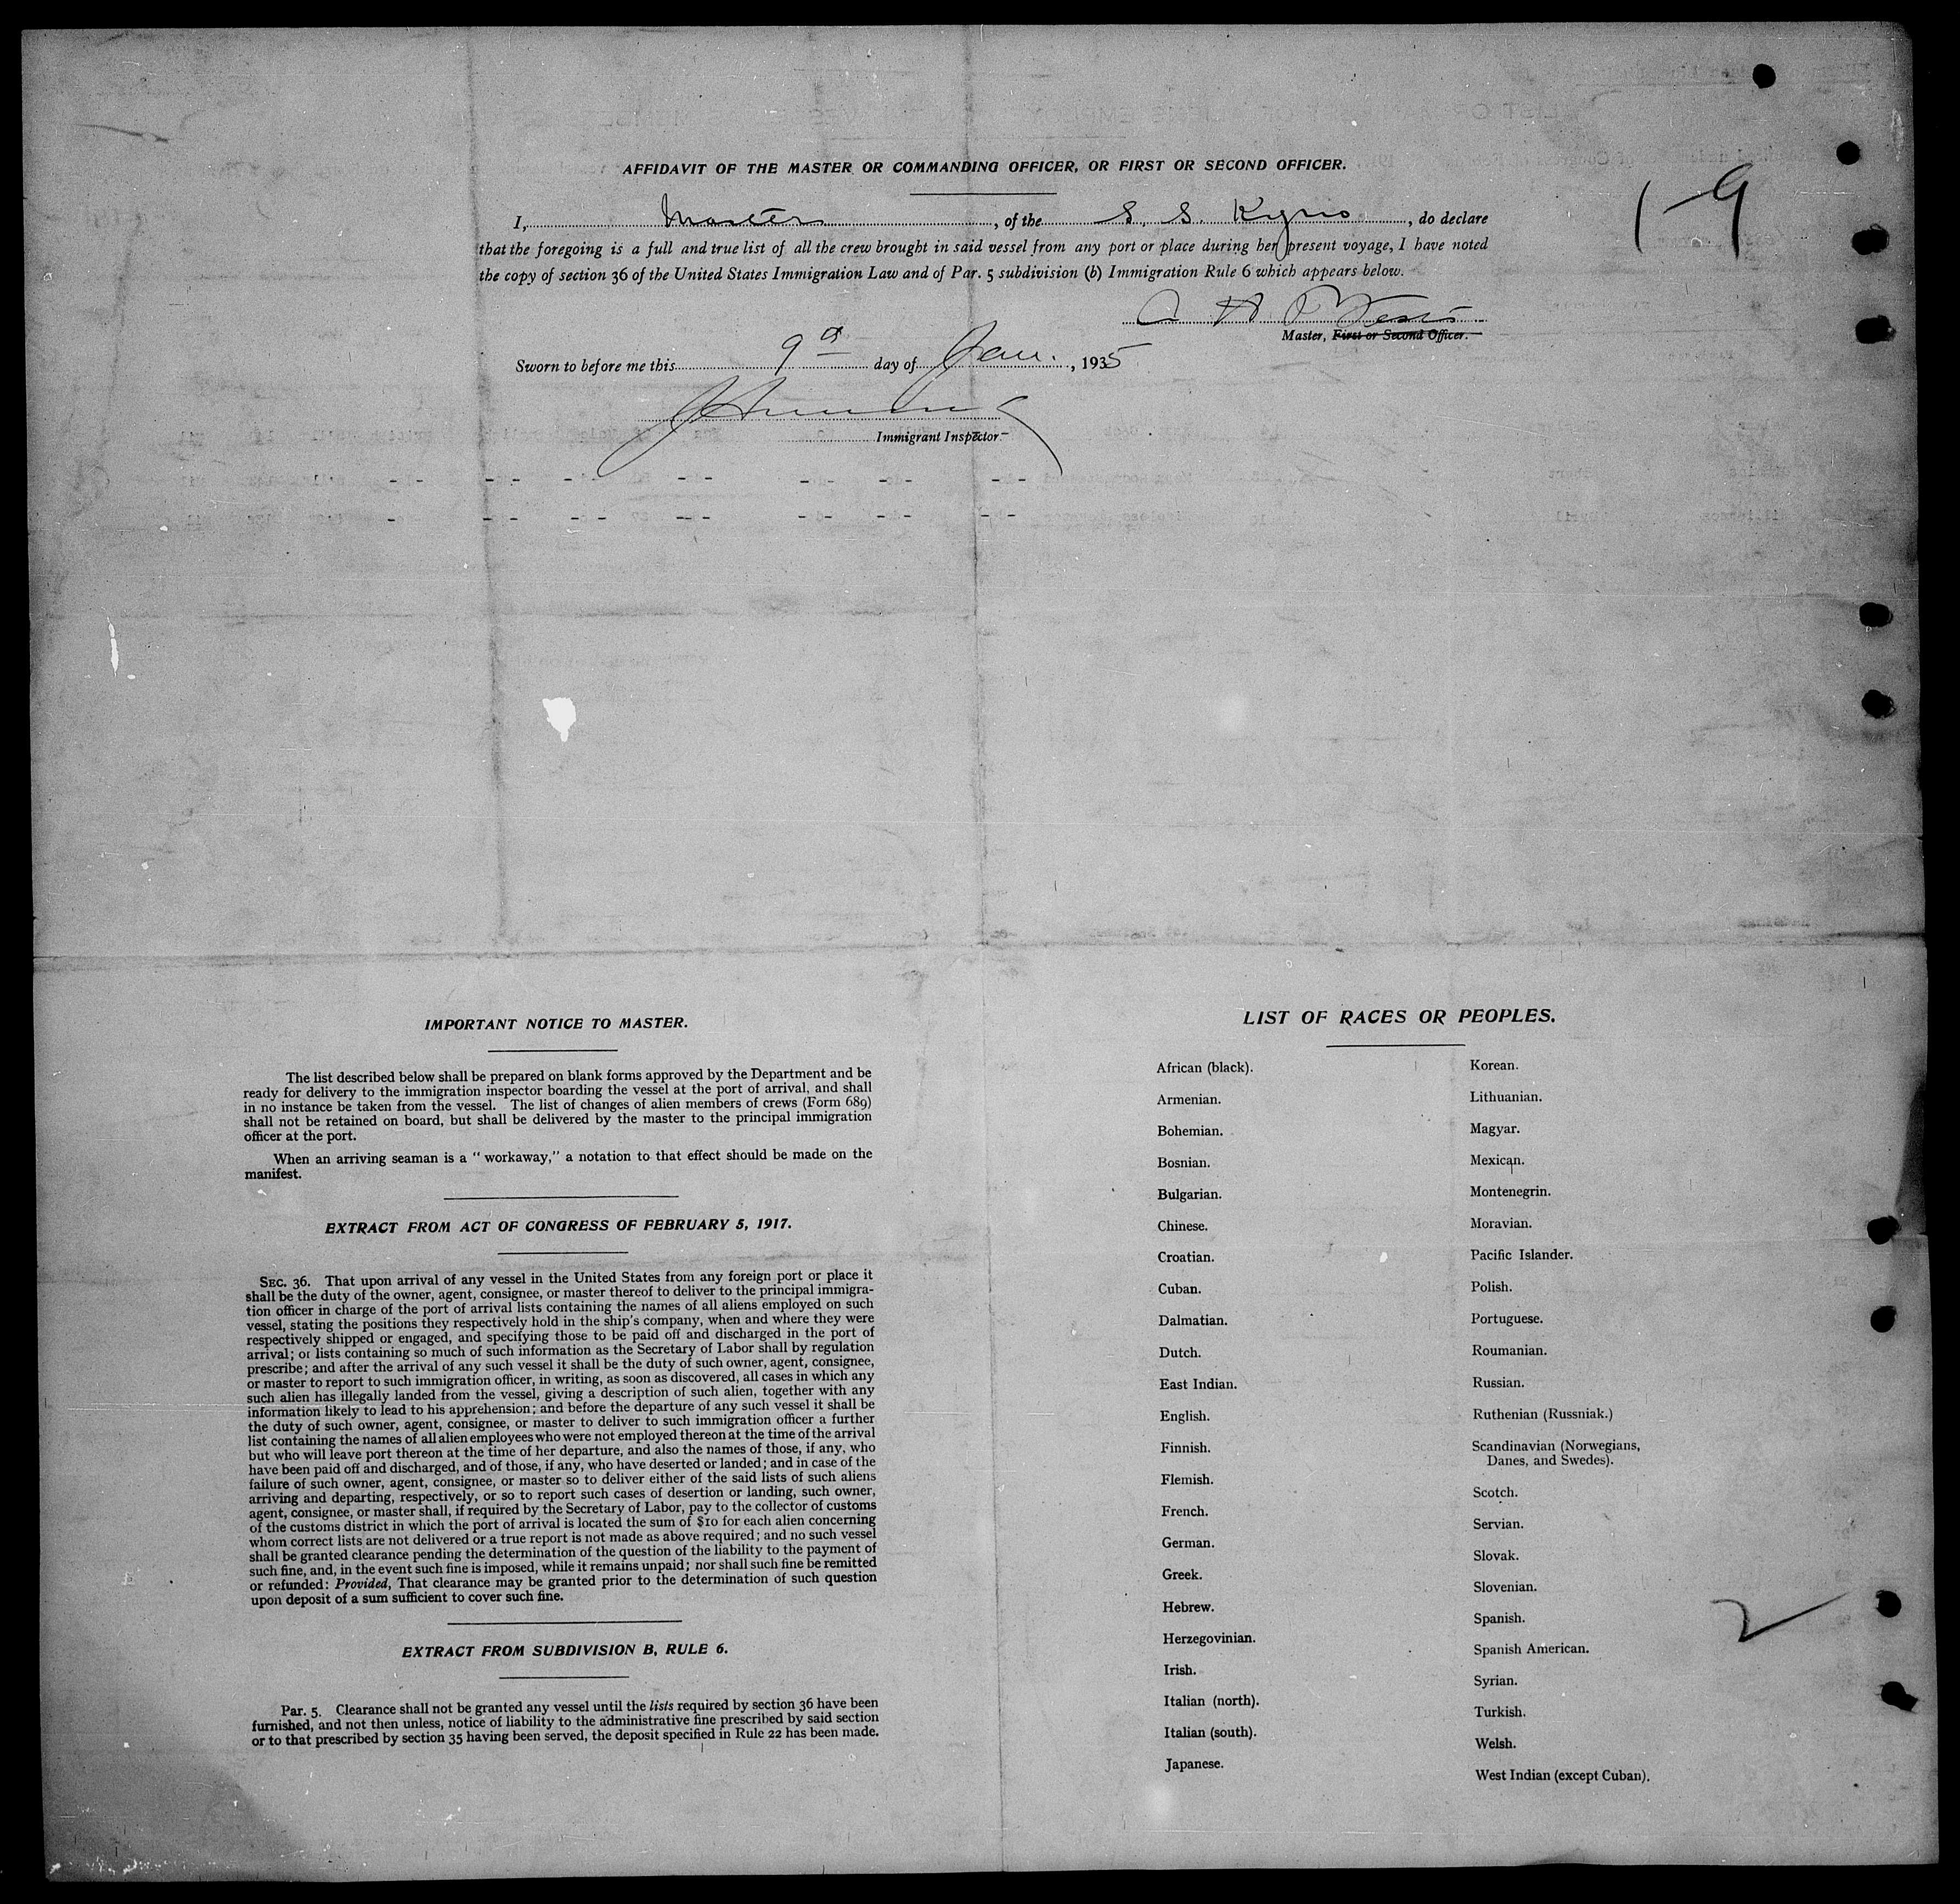 AFFIDAVIT OF THE MASTER OR COMMANDING OFFICER, OR FIRST OR SECOND OFFICER.
1-9
I, Master, of the S. S. Kyno, do declare
that the foregoing is a full and true list of all the crew brought in said vessel from any port or place during her present voyage, I have noted
the copy of section 36 of the United States Immigration Law and of Par. 5 subdivision (b) Immigration Rule 6 which appears below.
Master, First or Second Officer.
Sworn to before me this 9 day of Jan., 1935
Immigrant Inspector.
IMPORTANT NOTICE TO MASTER.
The list described below shall be prepared on blank forms approved by the Department and be
ready for delivery to the immigration inspector boarding the vessel at the port of arrival, and shall
in no instance be taken from the vessel. The list of changes of alien members of crews (Form 689)
shall not be retained on board, but shall be delivered by the master to the principal immigration
officer at the port.
When an arriving seaman is a "workaway," a notation to that effect should be made on the
manifest.
EXTRACT FROM ACT OF CONGRESS OF FEBRUARY 5, 1917.
SEC. 36. That upon arrival of any vessel in the United States from any foreign port or place it
shall be the duty of the owner, agent, consignee, or master thereof to deliver to the principal immigra-
tion officer in charge of the port of arrival lists containing the names of all aliens employed on such
vessel, stating the positions they respectively hold in the ship's company, when and where they were
respectively shipped or engaged, and specifying those to be paid off and discharged in the port of
arrival; or lists containing so much of such information as the Secretary of Labor shall by regulation
prescribe; and after the arrival of any such vessel it shall be the duty of such owner, agent, consignee,
or master to report to such immigration officer, in writing, as soon as discovered, all cases in which any
such alien has illegally landed from the vessel, giving a description of such alien, together with any
information likely to lead to his apprehension; and before the departure of any such vessel it shall be
the duty of such owner, agent, consignee, or master to deliver to such immigration officer a further
list containing the names of all alien employees who were not employed thereon at the time of the arrival
but who will leave port thereon at the time of her departure, and also the names of those, if any, who
have been paid off and discharged, and of those, if any, who have deserted or landed; and in case of the
failure of such owner, agent, consignee, or master so to deliver either of the said lists of such aliens
arriving and departing, respectively, or so to report such cases of desertion or landing, such owner,
agent, consignee, or master shall, if required by the Secretary of Labor, pay to the collector of customs
of the customs district in which the port of arrival is located the sum of $10 for each alien concerning
whom correct lists are not delivered or a true report is not made as above required; and no such vessel
shall be granted clearance pending the determination of the question of the liability to the payment of
such fine, and, in the event such fine is imposed, while it remains unpaid; nor shall such fine be remitted
or refunded: Provided, That clearance may be granted prior to the determination of such question
upon deposit of a sum sufficient to cover such fine.
EXTRACT FROM SUBDIVISION B, RULE 6.
Par. 5. Clearance shall not be granted any vessel until the lists required by section 36 have been
furnished, and not then unless, notice of liability to the administrative fine prescribed by said section
or to that prescribed by section 35 having been served, the deposit specified in Rule 22 has been made.
LIST OF RACES OR PEOPLES.
African (black).
Armenian.
Bohemian.
Bosnian.
Bulgarian.
Chinese.
Croatian.
Cuban.
Dalmatian.
Dutch.
East Indian.
English.
Finnish.
Flemish.
French.
German.
Greek.
Hebrew.
Herzegovinian.
Irish.
Italian (north).
Italian (south).
Japanese.
Korean.
Lithuanian.
Magyar.
Mexican.
Montenegrin.
Moravian.
Pacific Islander.
Polish.
Portuguese.
Roumanian.
Russian.
Ruthenian (Russniak.)
Scandinavian (Norwegians,
Danes, and Swedes).
Scotch.
Servian.
Slovak.
Slovenian.
Spanish.
Spanish American.
Syrian.
Turkish.
Welsh.
West Indian (except Cuban).
2